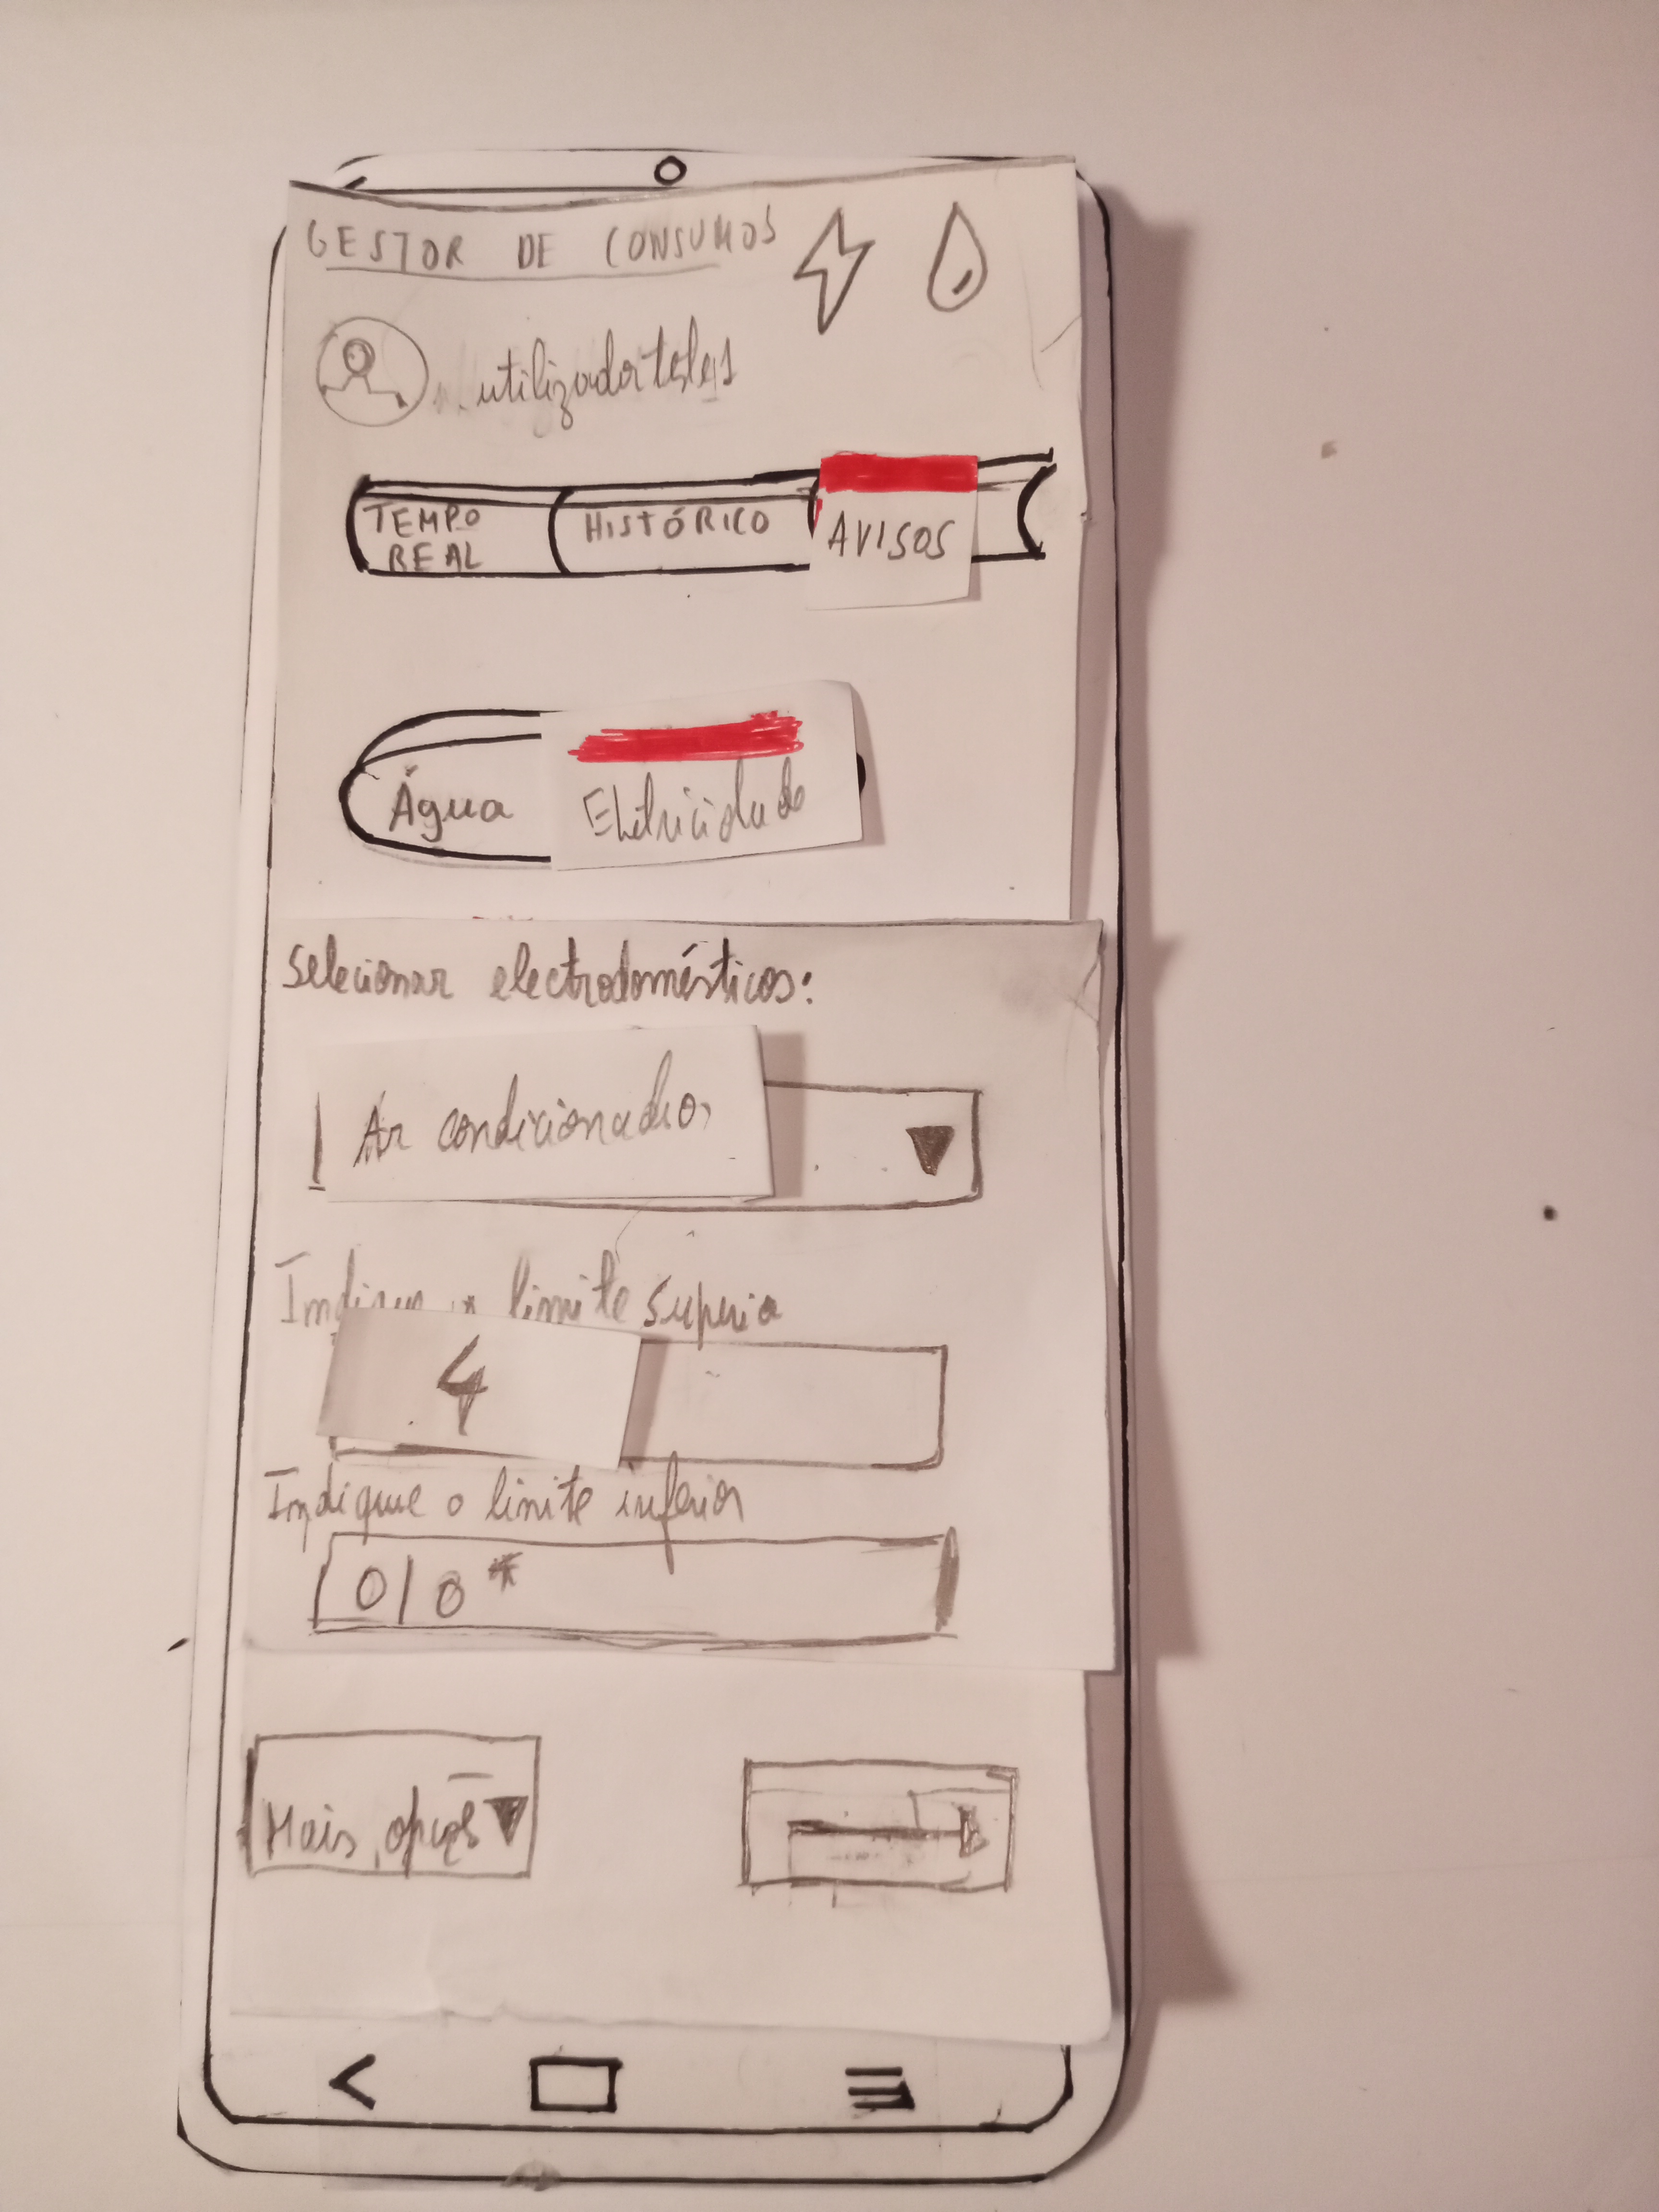 GESTOR DE CONSUMOS
utilizadorteste1
TEMPO
REAL
HISTÓRICO
AVISOS
Água
Eletricidade
Selecionar electrodomésticos:
Ar condicionado
Indique o limite superior
4
Indique o limite inferior
0/0*
Mais opções